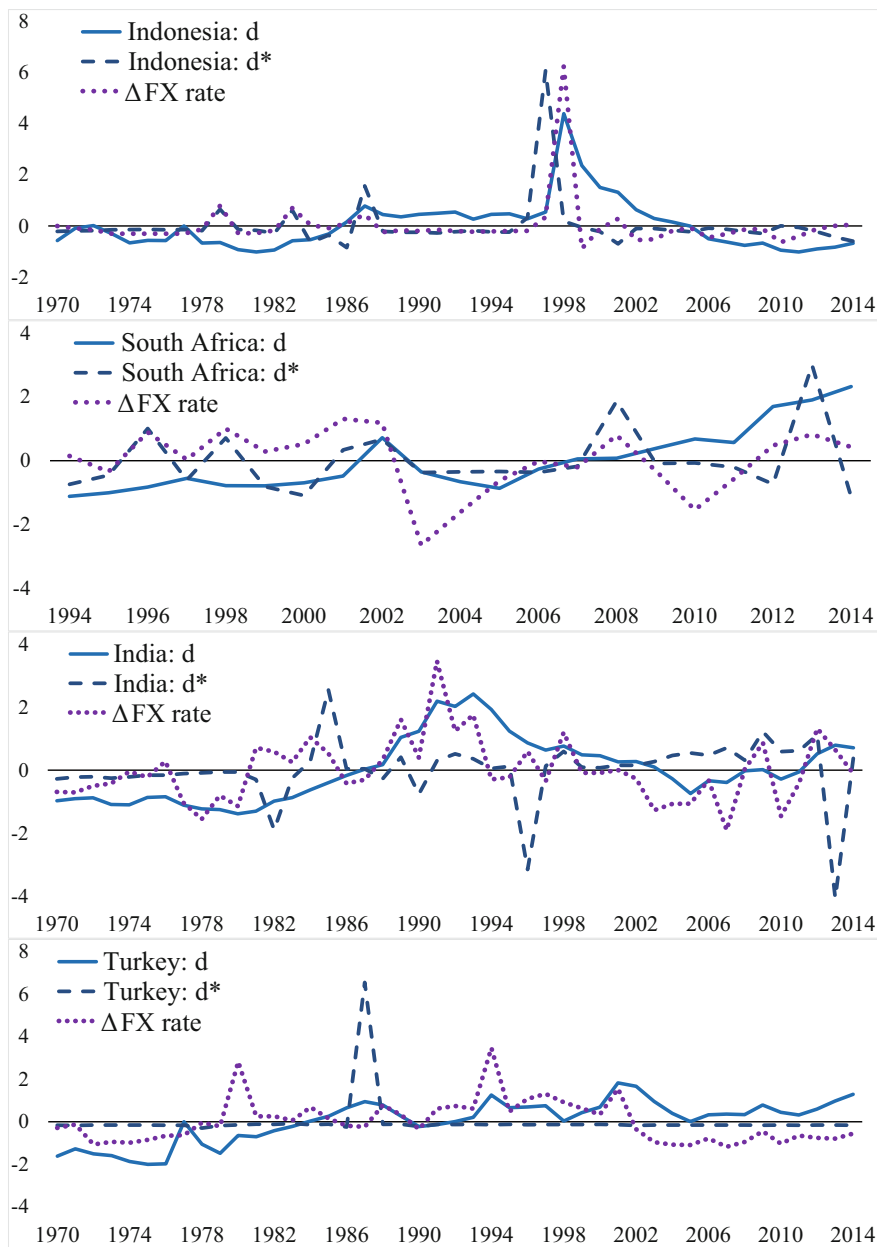 8
Indonesia: d
Indonesia: d*
ΔFX rate
6
4
2
0
-2
1970 1974 1978 1982 1986 1990 1994 1998 2002 2006 2010 2014
4
South Africa: d
South Africa: d*
ΔFX rate
2
0
-2
-4
1994 1996 1998 2000 2002 2004 2006 2008 2010 2012 2014
4
India: d
India: d*
ΔFX rate
2
0
-2
-4
1970 1974 1978 1982 1986 1990 1994 1998 2002 2006 2010 2014
8
Turkey: d
Turkey: d*
ΔFX rate
6
4
2
0
-2
-4
1970 1974 1978 1982 1986 1990 1994 1998 2002 2006 2010 2014